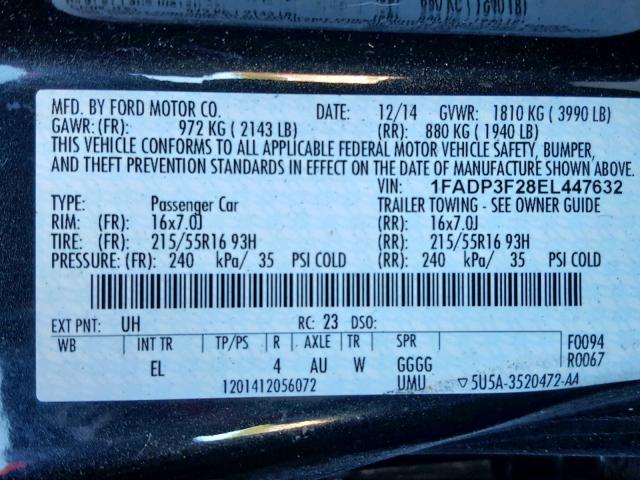 880 KG (1940 LB)
MFD. BY FORD MOTOR CO. DATE: 12/14 GVWR: 1810 KG ( 3990 LB)
GAWR:(FR): 972 KG ( 2143 LB) (RR): 880 KG ( 1940 LB)
THIS VEHICLE CONFORMS TO ALL APPLICABLE FEDERAL MOTOR VEHICLE SAFETY, BUMPER,
AND THEFT PREVENTION STANDARDS IN EFFECT ON THE DATE OF MANUFACTURE SHOWN ABOVE.
VIN: 1FADP3F28EL447632
TYPE: Passenger Car TRAILER TOWING - SEE OWNER GUIDE
RIM: (FR): 16x7.0J (RR): 16x7.0J
TIRE: (FR): 215/55R16 93H (RR): 215/55R16 93H
PRESSURE: (FR): 240 kPa/ 35 PSI COLD (RR): 240 kPa/ 35 PSI COLD
EXT PNT: UH RC: 23 DSO:
WB INT TR TP/PS R AXLE TR SPR F0094
EL 4 AU W GGGG R0067
1201412056072 UMU ▽5U5A-3520472-AA